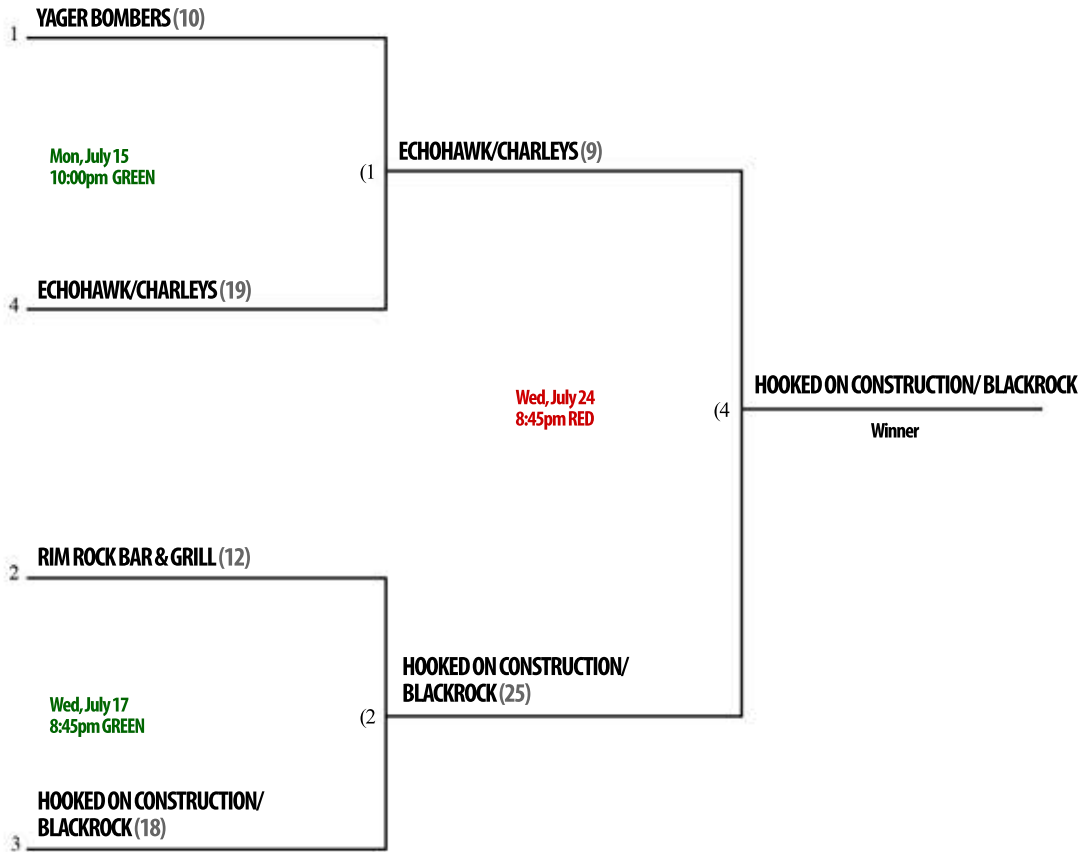 YAGER BOMBERS (10)
1
Mon, July 15
10:00pm GREEN
(1
ECHOHAWK/CHARLEYS (9)
ECHOHAWK/CHARLEYS (19)
4
Wed, July 24
8:45pm RED
(4
HOOKED ON CONSTRUCTION/ BLACKROCK
Winner
RIM ROCK BAR & GRILL (12)
2
Wed, July 17
8:45pm GREEN
(2
HOOKED ON CONSTRUCTION/
BLACKROCK (25)
HOOKED ON CONSTRUCTION/
BLACKROCK (18)
3